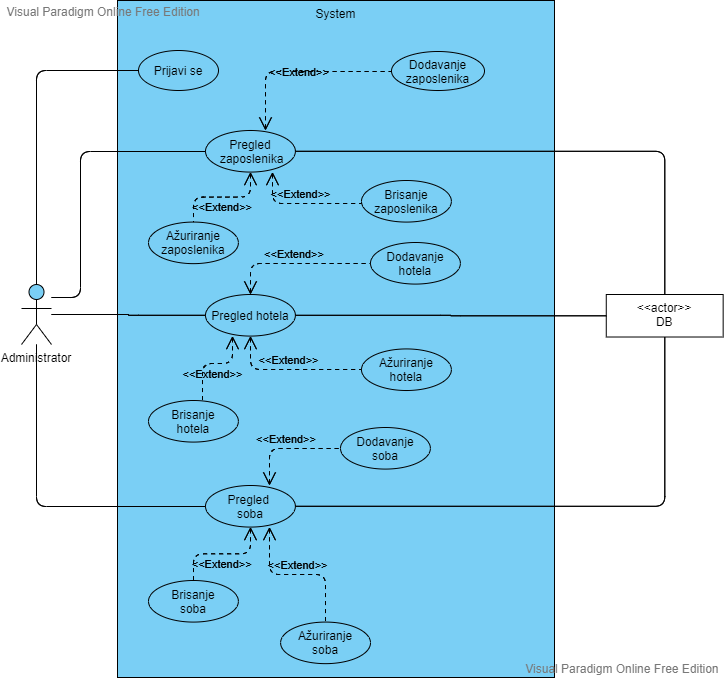 Visual Paradigm Online Free Edition
System
Prijavi se
<<Extend>>
Dodavanje
zaposlenika
Pregled
zaposlenika
<<Extend>>
Brisanje
zaposlenika
<<Extend>>
Ažuriranje
zaposlenika
<<Extend>>
Dodavanje
hotela
Pregled hotela
<<actor>>
DB
Administrator
<<Extend>>
Ažuriranje
hotela
<<Extend>>
Brisanje
hotela
<<Extend>>
Dodavanje
soba
Pregled
soba
<<Extend>>
<<Extend>>
Brisanje
soba
Ažuriranje
soba
Visual Paradigm Online Free Edition